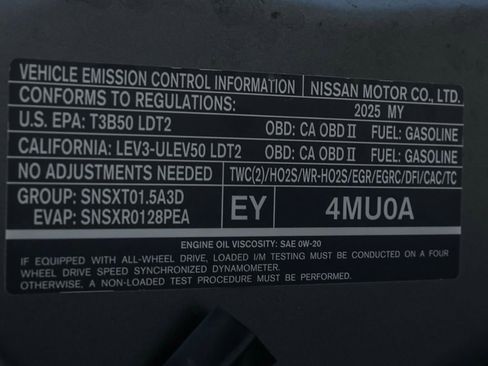 VEHICLE EMISSION CONTROL INFORMATION NISSAN MOTOR CO., LTD.
CONFORMS TO REGULATIONS: 2025 MY
U.S. EPA: T3B50 LDT2 OBD: CA OBD II FUEL: GASOLINE
CALIFORNIA: LEV3-ULEV50 LDT2 OBD: CA OBD II FUEL: GASOLINE
NO ADJUSTMENTS NEEDED TWC(2)/HO2S/WR-HO2S/EGR/EGRC/DFI/CAC/TC
GROUP: SNSXT01.5A3D
EVAP: SNSXR0128PEA
EY 4MU0A
ENGINE OIL VISCOSITY: SAE 0W-20
IF EQUIPPED WITH ALL-WHEEL DRIVE, LOADED I/M TESTING MUST BE CONDUCTED ON A FOUR
WHEEL DRIVE SPEED SYNCHRONIZED DYNAMOMETER.
OTHERWISE, A NON-LOADED TEST PROCEDURE MUST BE PERFORMED.